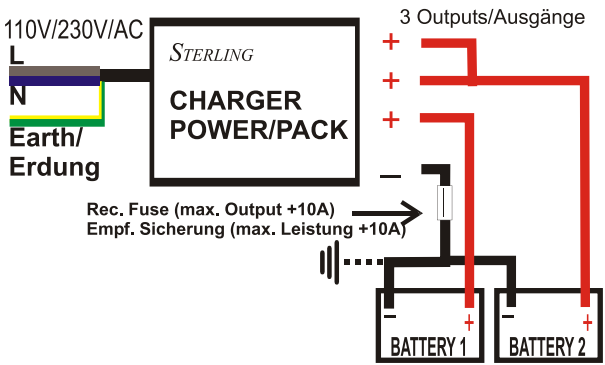 110V/230V/AC
L
N
Earth/
Erdung
STERLING
CHARGER
POWER/PACK
3 Outputs/Ausgänge
+
+
+
–
Rec. Fuse (max. Output +10A)
Empf. Sicherung (max. Leistung +10A)
– +
BATTERY 1
– +
BATTERY 2